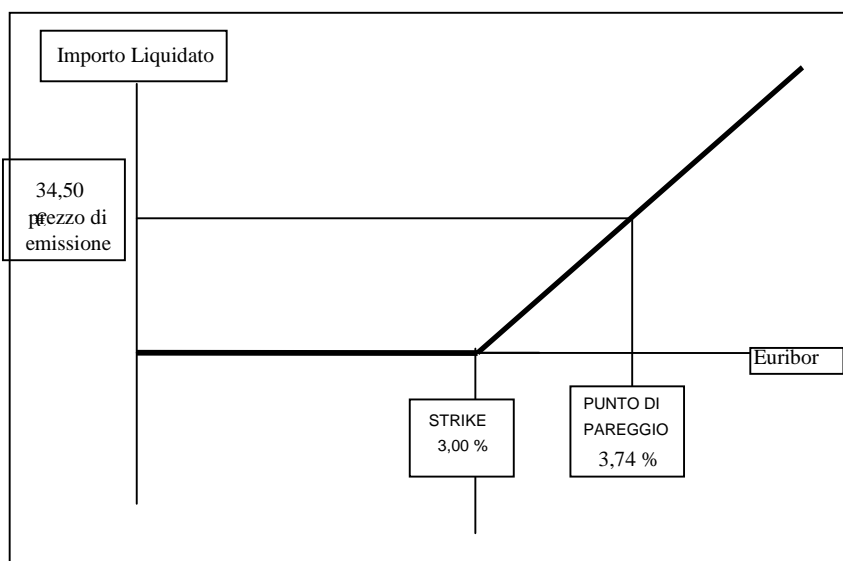 Importo Liquidato
34,50
€
prezzo di
emissione
Euribor
STRIKE
3,00 %
PUNTO DI
PAREGGIO
3,74 %